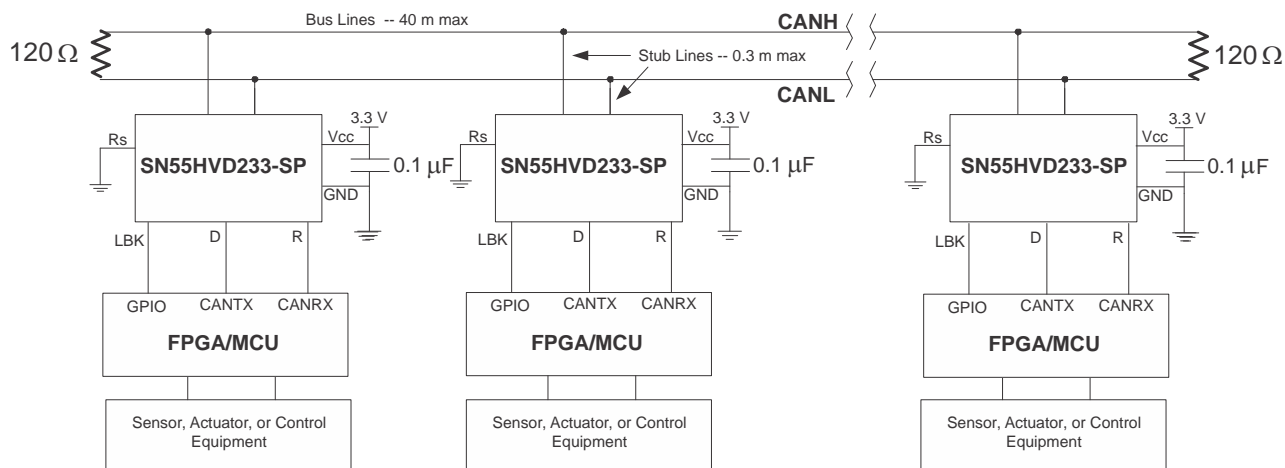 Bus Lines -- 40 m max
CANH
120 Ω
Stub Lines -- 0.3 m max
120 Ω
CANL
3.3 V
3.3 V
3.3 V
Rs
Vcc
Rs
Vcc
Rs
Vcc
SN55HVD233-SP
0.1 µF
SN55HVD233-SP
0.1 µF
SN55HVD233-SP
0.1 µF
GND
GND
GND
LBK
D
R
LBK
D
R
LBK
D
R
GPIO
CANTX
CANRX
GPIO
CANTX
CANRX
GPIO
CANTX
CANRX
FPGA/MCU
FPGA/MCU
FPGA/MCU
Sensor, Actuator, or Control
Equipment
Sensor, Actuator, or Control
Equipment
Sensor, Actuator, or Control
Equipment